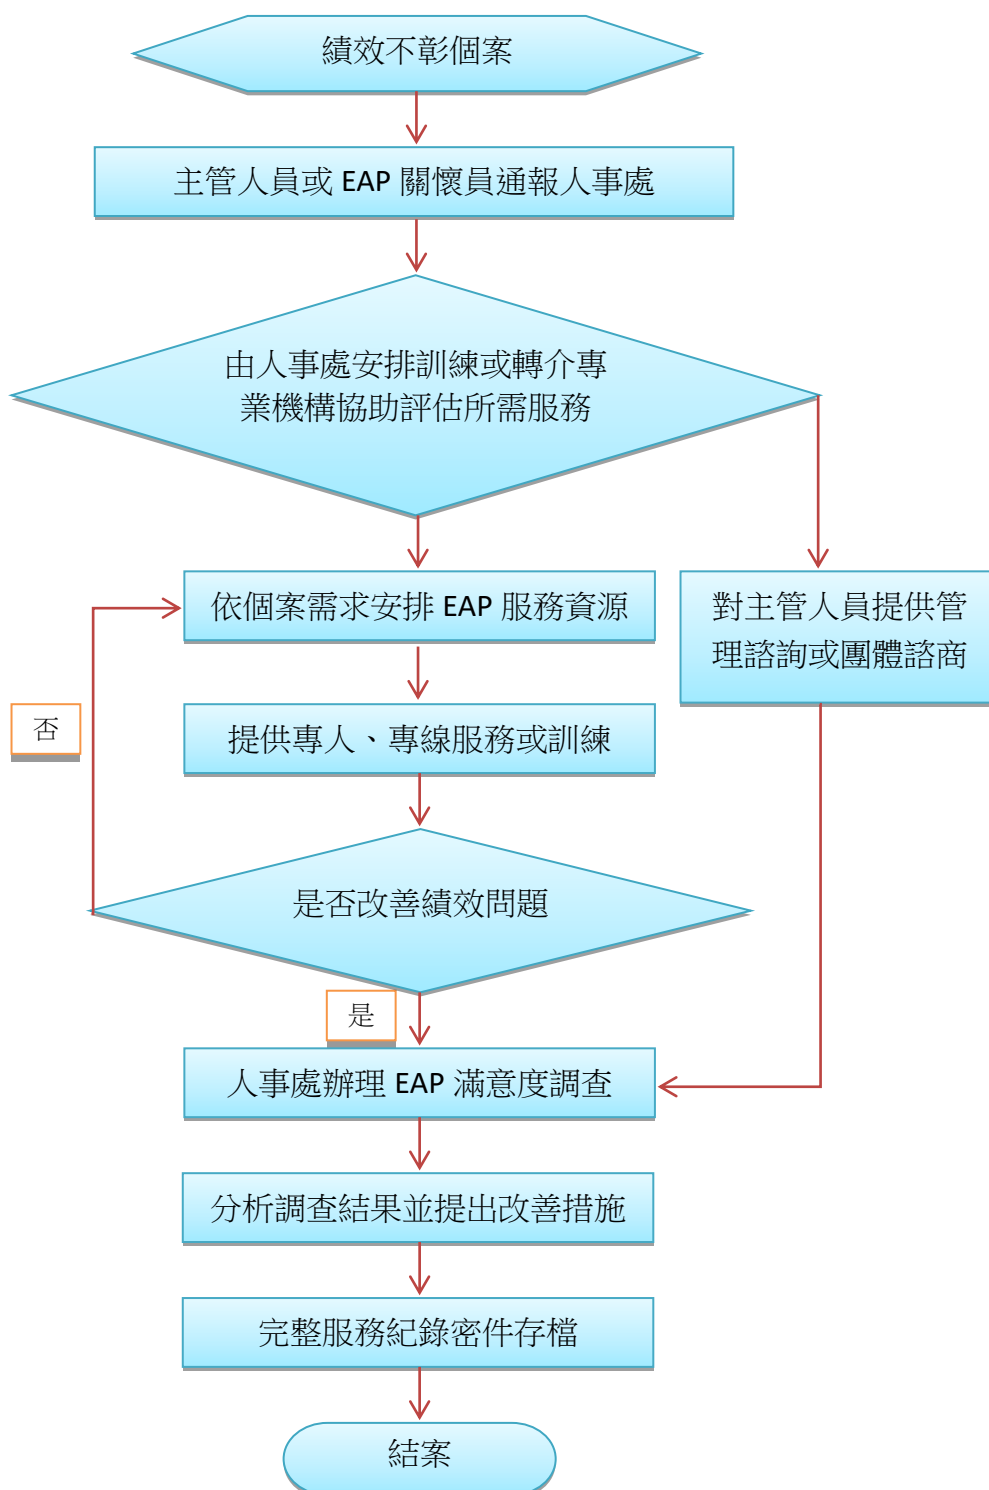 績效不彰個案
主管人員或 EAP 關懷員通報人事處
由人事處安排訓練或轉介專
業機構協助評估所需服務
依個案需求安排 EAP 服務資源
對主管人員提供管
理諮詢或團體諮商
否
提供專人、專線服務或訓練
是否改善績效問題
是
人事處辦理 EAP 滿意度調查
分析調查結果並提出改善措施
完整服務紀錄密件存檔
結案